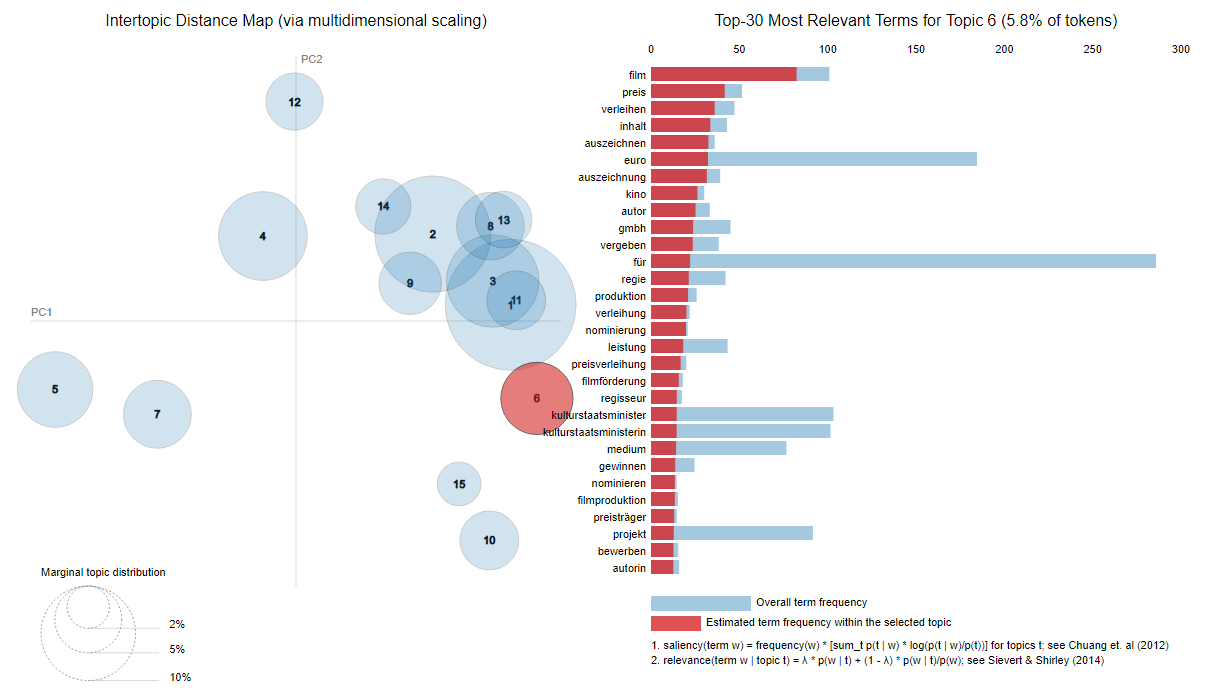 Intertopic Distance Map (via multidimensional scaling)
PC2
PC1
12
14
4
2
8
13
9
3
1
11
5
7
6
15
10
Marginal topic distribution
2%
5%
10%
Top-30 Most Relevant Terms for Topic 6 (5.8% of tokens)
0 50 100 150 200 250 300
film
preis
verleihen
inhalt
auszeichnen
euro
auszeichnung
kino
autor
gmbh
vergeben
für
regie
produktion
verleihung
nominierung
leistung
preisverleihung
filmförderung
regisseur
kulturstaatsminister
kulturstaatsministerin
medium
gewinnen
nominieren
filmproduktion
preisträger
projekt
bewerben
autorin
Overall term frequency
Estimated term frequency within the selected topic
1. saliency(term w) = frequency(w) * [sum_t p(t | w) * log(p(t | w)/p(t))] for topics t; see Chuang et. al (2012)
2. relevance(term w | topic t) = λ * p(w | t) + (1 - λ) * p(w | t)/p(w); see Sievert & Shirley (2014)